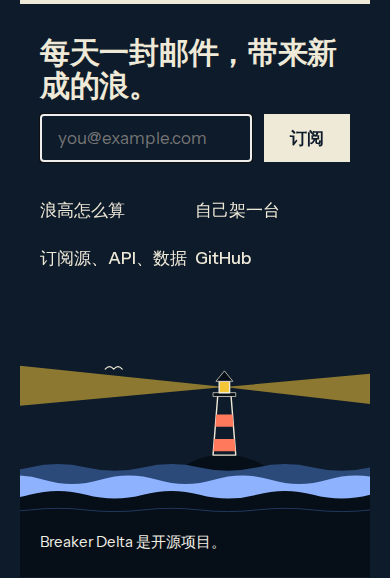 每天一封邮件，带来新
成的浪。
you@example.com
订阅
浪高怎么算
自己架一台
订阅源、API、数据
GitHub
Breaker Delta 是开源项目。